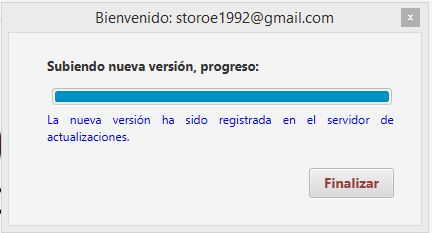 Bienvenido: storoe1992@gmail.com
x
Subiendo nueva versión, progreso:
La nueva versión ha sido registrada en el servidor de
actualizaciones.
Finalizar